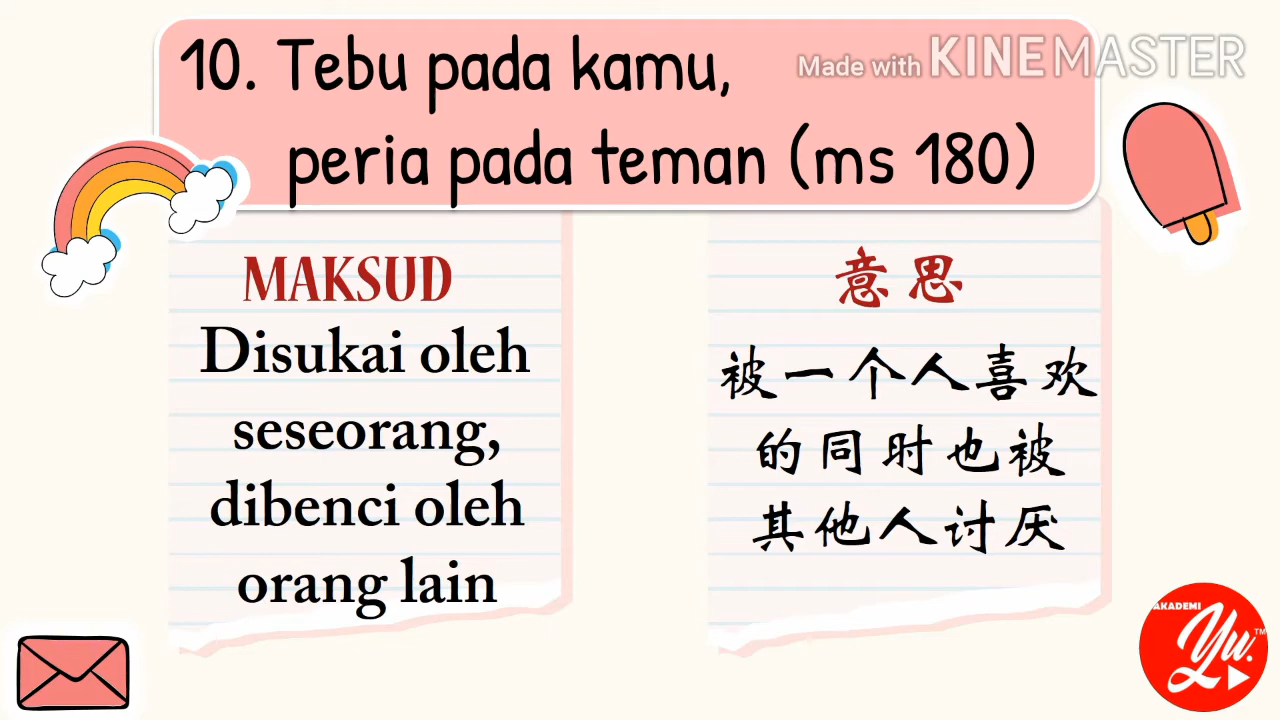 10. Tebu pada kamu,
Made with KINEMASTER
peria pada teman (ms 180)
MAKSUD
Disukai oleh
seseorang,
dibenci oleh
orang lain
意思
被一个人喜欢
的同时也被
其他人讨厌
AKADEMI
Yu.
TM